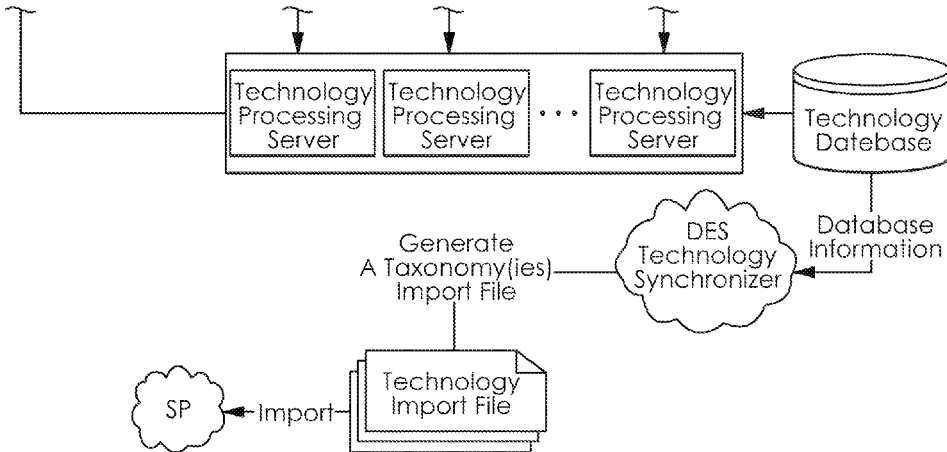 Technology Processing Server
Technology Processing Server
. . .
Technology Processing Server
Technology Datebase
Database Information
DES Technology Synchronizer
Generate A Taxonomy(ies) Import File
Technology Import File
Import
SP